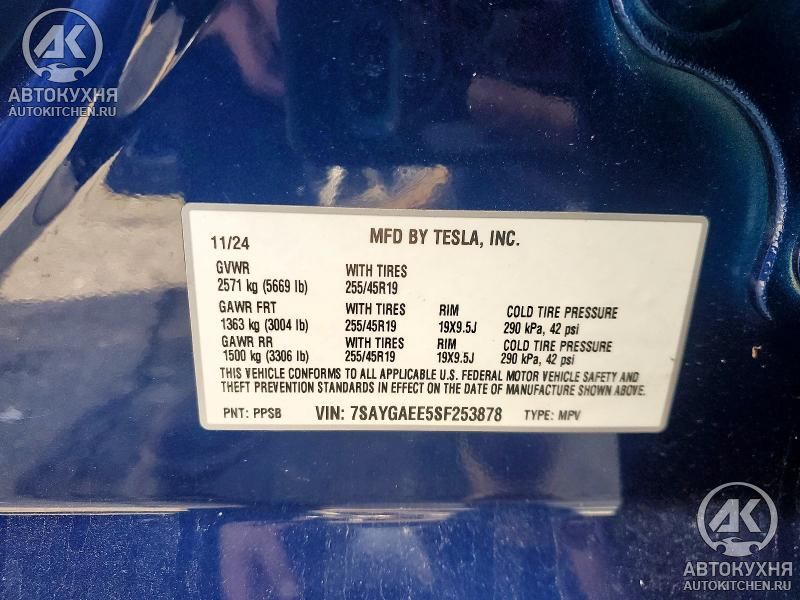 AK
АВТОКУХНЯ
AUTOKITCHEN.RU
11/24 MFD BY TESLA, INC.
GVWR WITH TIRES
2571 kg (5669 lb) 255/45R19
GAWR FRT WITH TIRES RIM COLD TIRE PRESSURE
1363 kg (3004 lb) 255/45R19 19X9.5J 290 kPa, 42 psi
GAWR RR WITH TIRES RIM COLD TIRE PRESSURE
1500 kg (3306 lb) 255/45R19 19X9.5J 290 kPa, 42 psi
THIS VEHICLE CONFORMS TO ALL APPLICABLE U.S. FEDERAL MOTOR VEHICLE SAFETY AND
THEFT PREVENTION STANDARDS IN EFFECT ON THE DATE OF MANUFACTURE SHOWN ABOVE.
PNT: PPSB VIN: 7SAYGAEE5SF253878 TYPE: MPV
AK
АВТОКУХНЯ
AUTOKITCHEN.RU